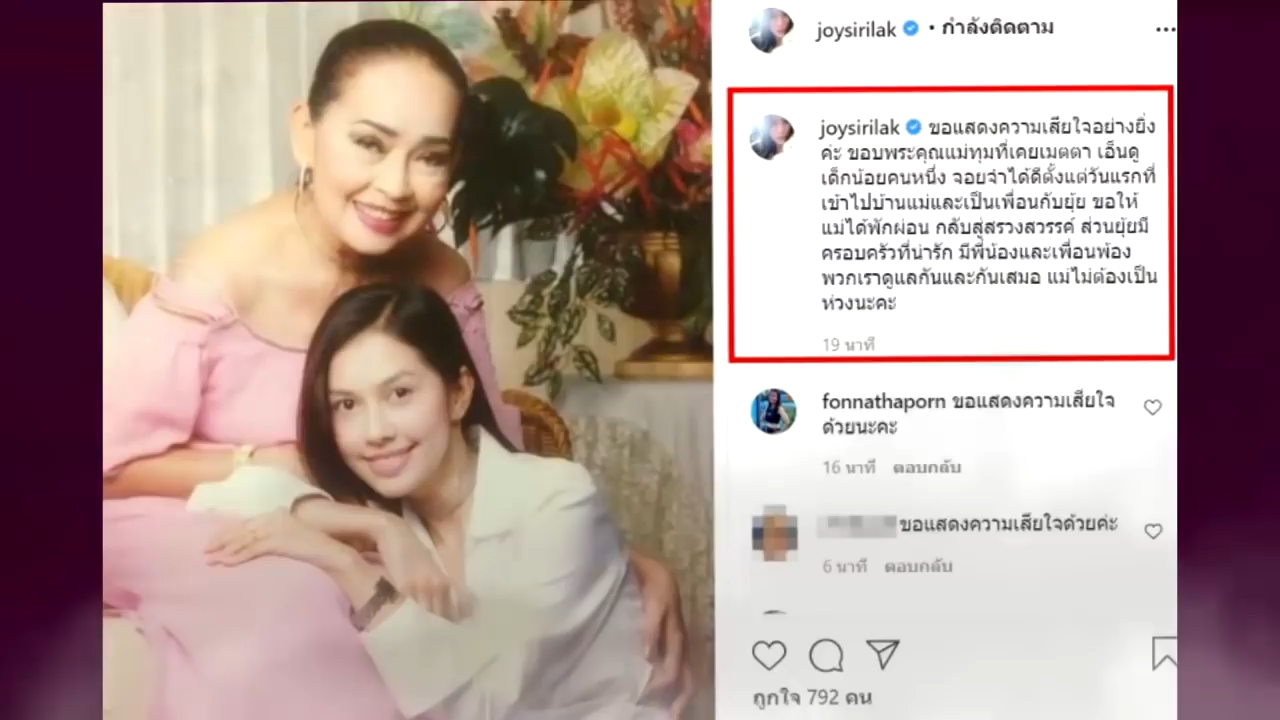 joysirilak • กำลังติดตาม
joysirilak ขอแสดงความเสียใจอย่างยิ่ง
ค่ะ ขอบพระคุณแม่ทุมที่เคยเมตตา เอ็นดู
เด็กน้อยคนหนึ่ง จอยจำได้ดีตั้งแต่วันแรกที่
เข้าไปบ้านแม่และเป็นเพื่อนกับยุ้ย ขอให้
แม่ได้พักผ่อน กลับสู่สรวงสวรรค์ ส่วนยุ้ยมี
ครอบครัวที่น่ารัก มีพี่น้องและเพื่อนพ้อง
พวกเราดูแลกันและกันเสมอ แม่ไม่ต้องเป็น
ห่วงนะคะ
19 นาที
fonnathaporn ขอแสดงความเสียใจ
ด้วยนะคะ
16 นาที ตอบกลับ
ขอแสดงความเสียใจด้วยค่ะ
6 นาที ตอบกลับ
ถูกใจ 792 คน